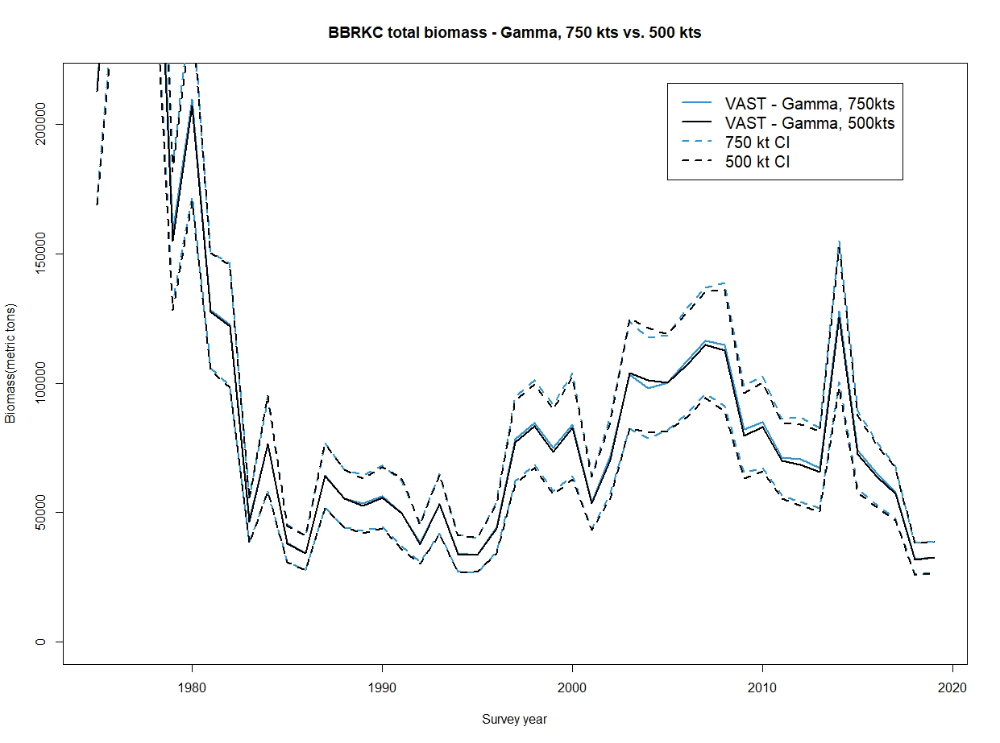 BBRKC total biomass - Gamma, 750 kts vs. 500 kts
VAST - Gamma, 750kts
VAST - Gamma, 500kts
750 kt CI
500 kt CI
Biomass(metric tons)
200000
150000
100000
50000
0
1980 1990 2000 2010 2020
Survey year